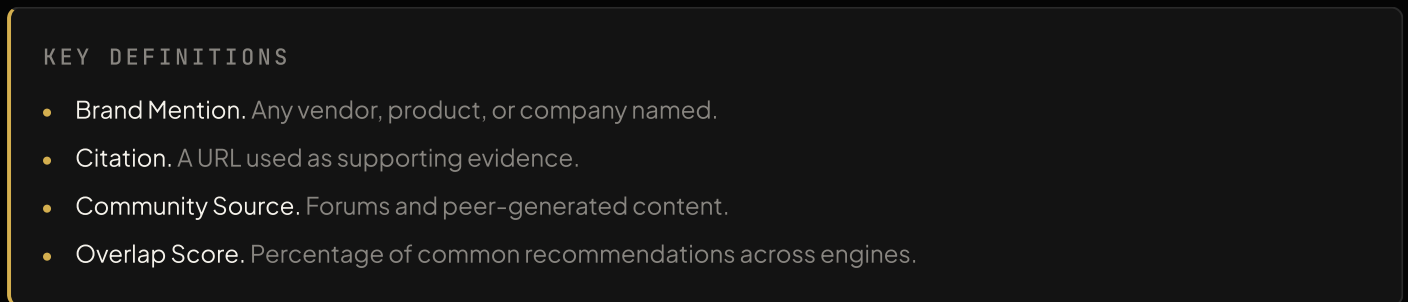 KEY DEFINITIONS
Brand Mention. Any vendor, product, or company named.
Citation. A URL used as supporting evidence.
Community Source. Forums and peer-generated content.
Overlap Score. Percentage of common recommendations across engines.